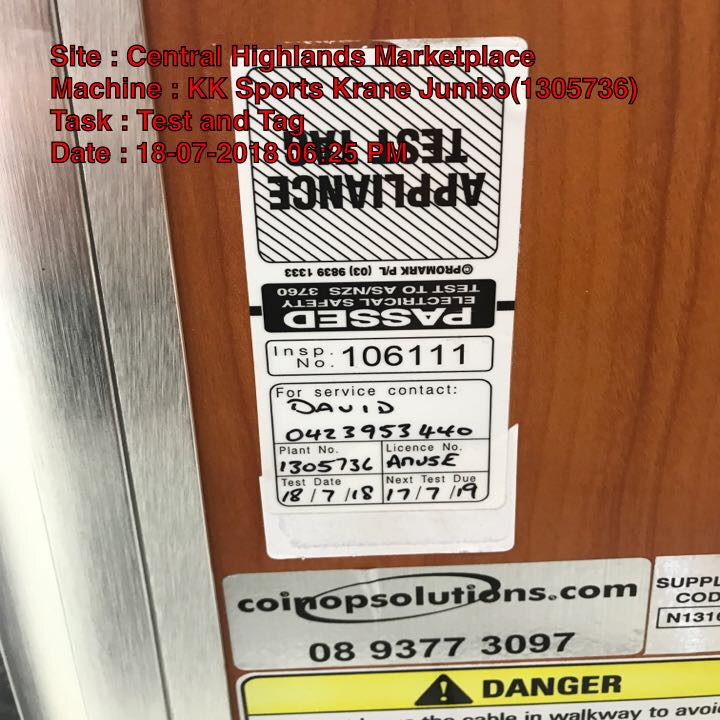 Site : Central Highlands Marketplace
Machine : KK Sports Krane Jumbo(1305736)
Task : Test and Tag
Date : 18-07-2018 06:25 PM
APPLIANCE
TEST TAG
©PROMARK P/L (03) 9839 1333
PASSED
ELECTRICAL SAFETY
TEST TO AS/NZS 3760
Insp. No. 106111
For service contact:
DAVID
0423953440
Plant No. Licence No.
1305736 AMUSE
Test Date Next Test Due
18/7/18 17/7/19
coinopsolutions.com
08 9377 3097
SUPPL
COD
N1316
DANGER
cable in walkway to avoi